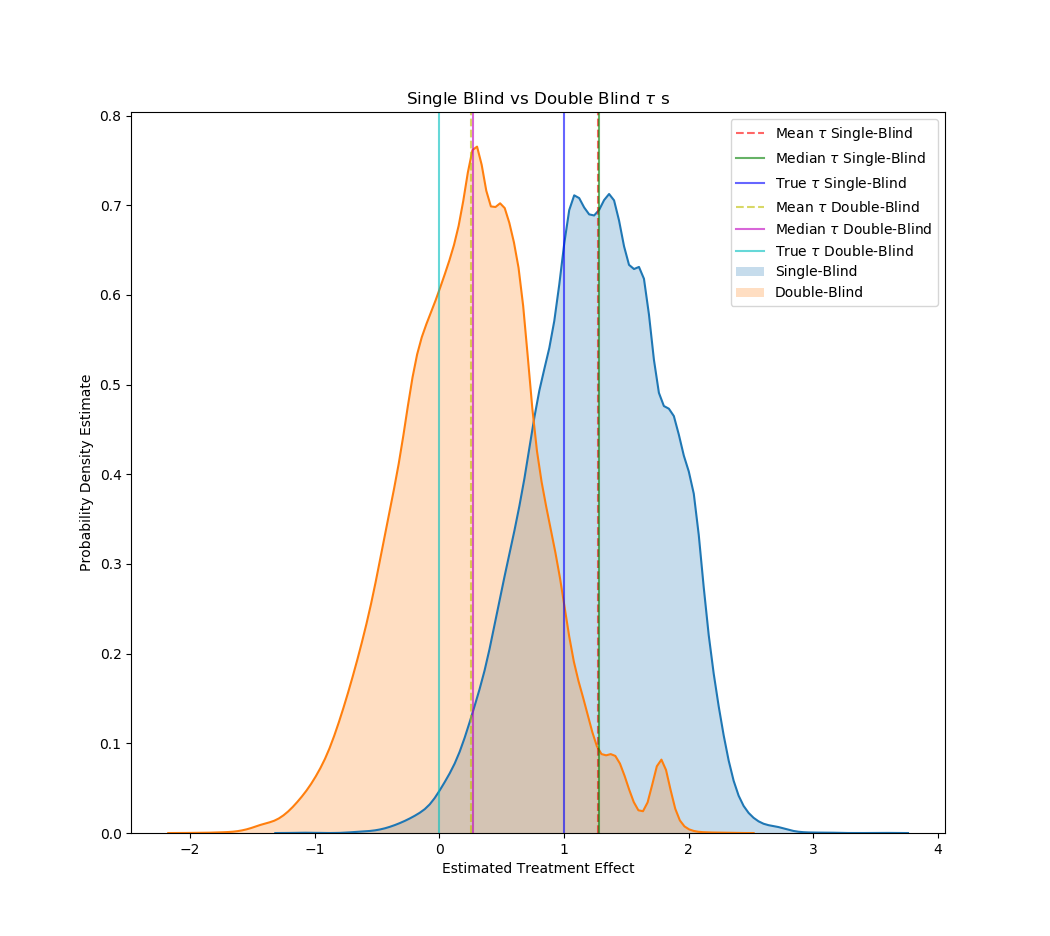 Single Blind vs Double Blind τ s
Mean τ Single-Blind
Median τ Single-Blind
True τ Single-Blind
Mean τ Double-Blind
Median τ Double-Blind
True τ Double-Blind
Single-Blind
Double-Blind
Probability Density Estimate
0.8
0.7
0.6
0.5
0.4
0.3
0.2
0.1
0.0
−2 −1 0 1 2 3 4
Estimated Treatment Effect